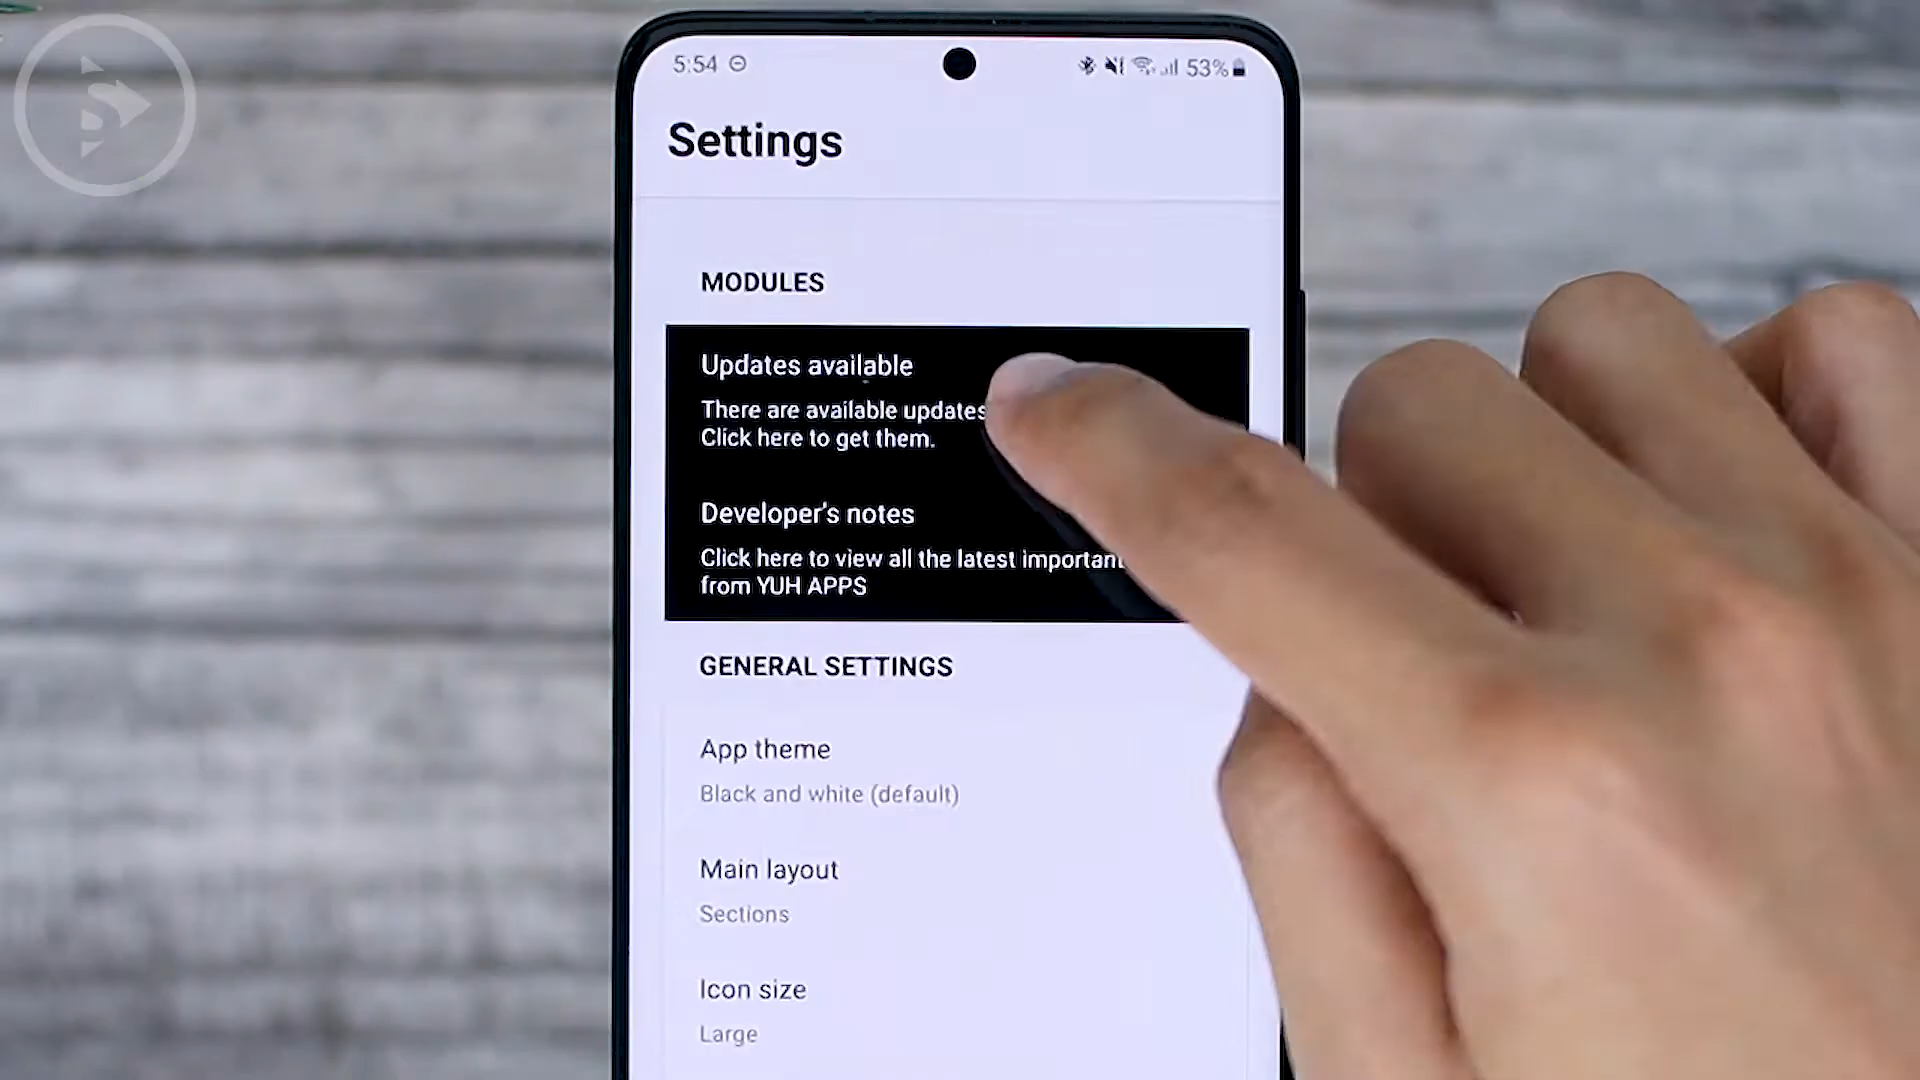 5:54
53%
Settings
MODULES
Updates available
There are available updates
Click here to get them.
Developer's notes
Click here to view all the latest important
from YUH APPS
GENERAL SETTINGS
App theme
Black and white (default)
Main layout
Sections
Icon size
Large